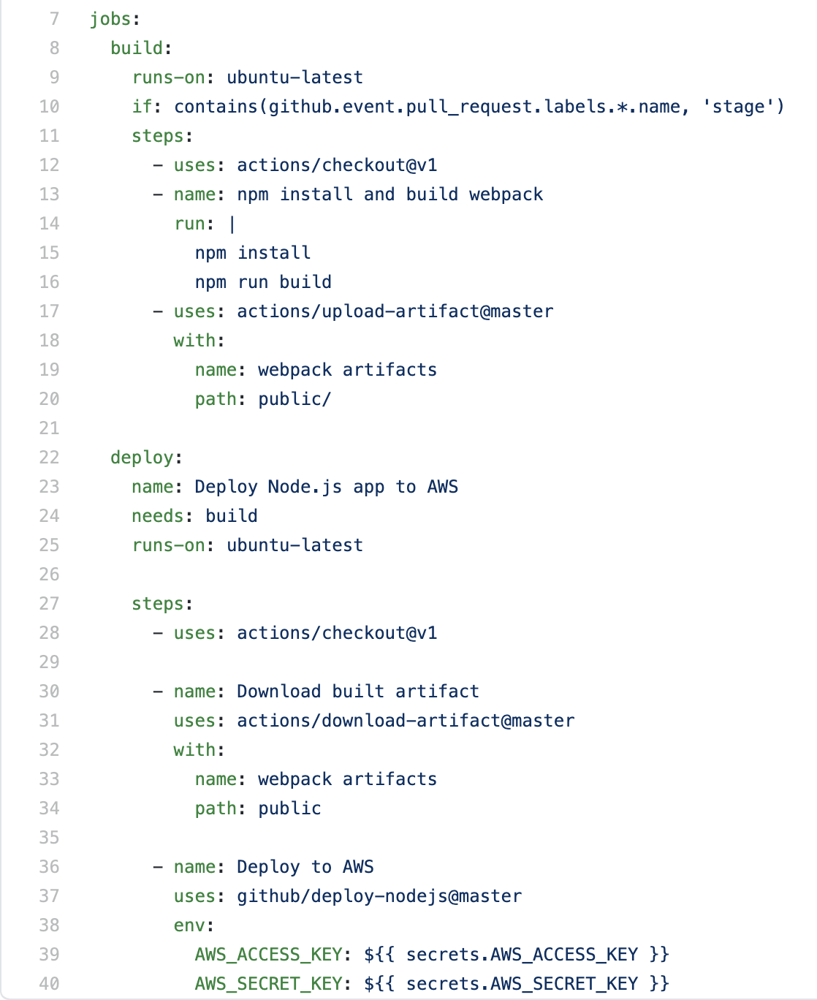 7 jobs:
8   build:
9     runs-on: ubuntu-latest
10     if: contains(github.event.pull_request.labels.*.name, 'stage')
11     steps:
12       - uses: actions/checkout@v1
13       - name: npm install and build webpack
14         run: |
15           npm install
16           npm run build
17       - uses: actions/upload-artifact@master
18         with:
19           name: webpack artifacts
20           path: public/
21
22   deploy:
23     name: Deploy Node.js app to AWS
24     needs: build
25     runs-on: ubuntu-latest
26
27     steps:
28       - uses: actions/checkout@v1
29
30       - name: Download built artifact
31         uses: actions/download-artifact@master
32         with:
33           name: webpack artifacts
34           path: public
35
36       - name: Deploy to AWS
37         uses: github/deploy-nodejs@master
38         env:
39           AWS_ACCESS_KEY: ${{ secrets.AWS_ACCESS_KEY }}
40           AWS_SECRET_KEY: ${{ secrets.AWS_SECRET_KEY }}